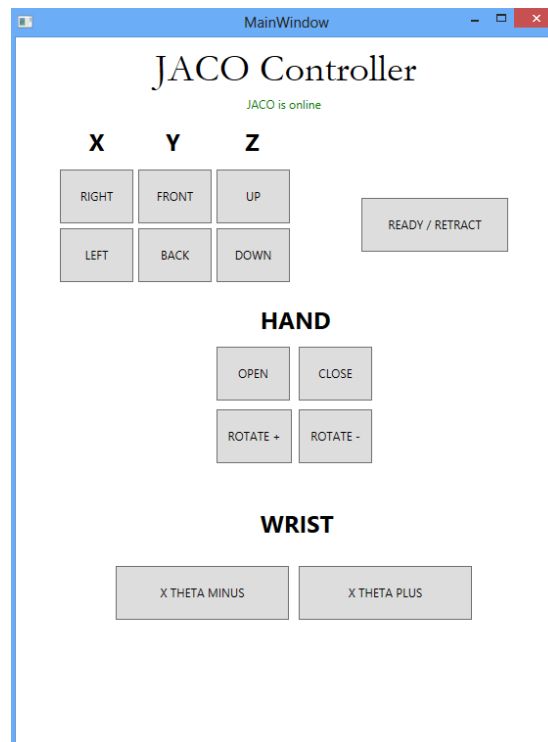 MainWindow
JACO Controller
JACO is online
X Y Z
RIGHT FRONT UP
READY / RETRACT
LEFT BACK DOWN
HAND
OPEN CLOSE
ROTATE + ROTATE -
WRIST
X THETA MINUS X THETA PLUS